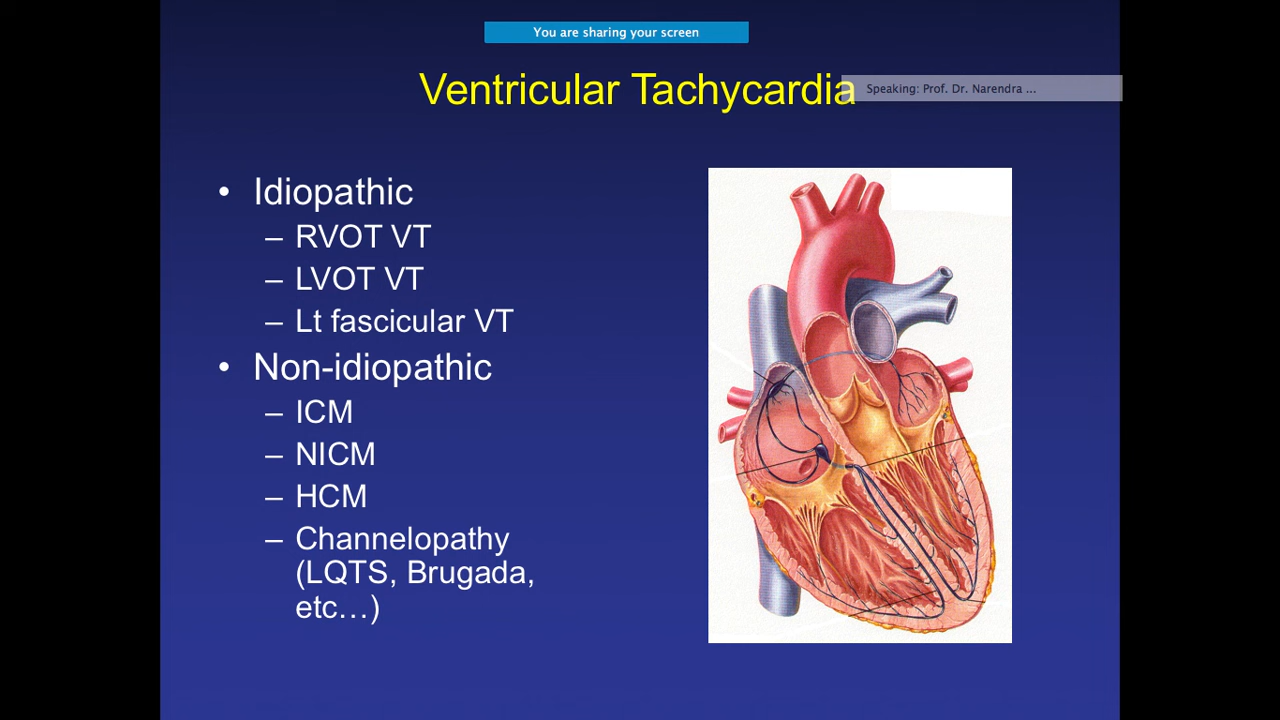 You are sharing your screen
Ventricular Tachycardia
Speaking: Prof. Dr. Narendra ...
• Idiopathic
– RVOT VT
– LVOT VT
– Lt fascicular VT
• Non-idiopathic
– ICM
– NICM
– HCM
– Channelopathy
(LQTS, Brugada,
etc…)